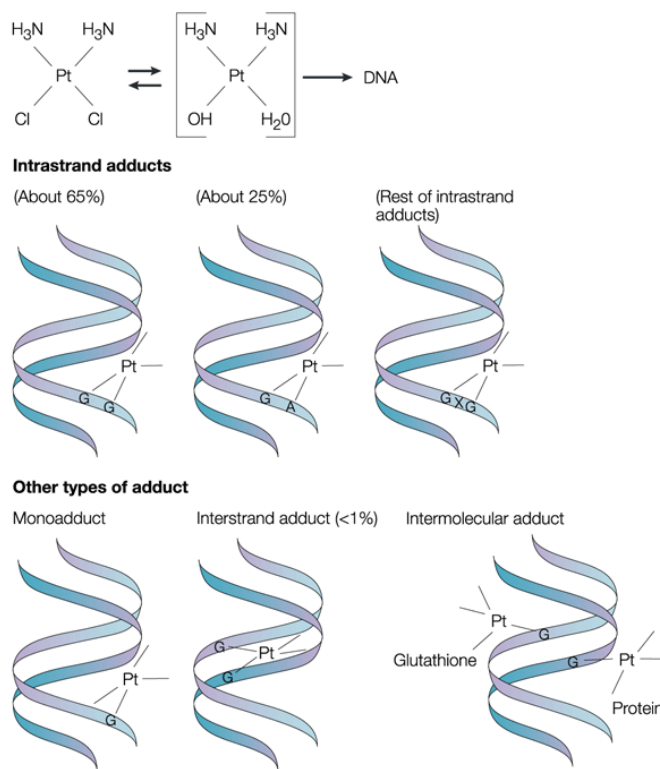 H3N H3N H3N H3N
Pt Pt DNA
Cl Cl OH H20
Intrastrand adducts
(About 65%) (About 25%) (Rest of intrastrand
adducts)
Pt Pt Pt
G G G A G X G
Other types of adduct
Monoadduct Interstrand adduct (<1%) Intermolecular adduct
Pt G
G Pt G
Pt G
Glutathione
G Pt
Protein